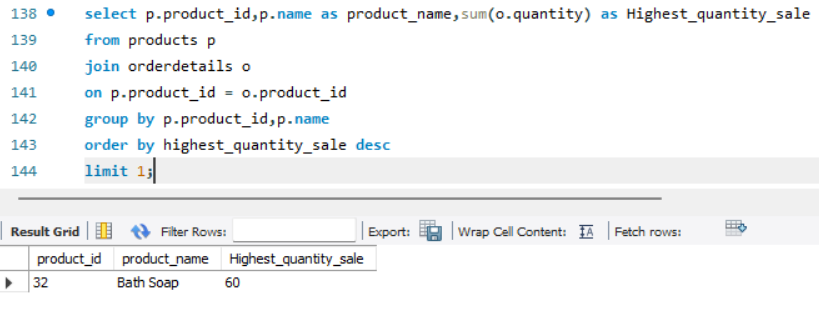 138 select p.product_id,p.name as product_name,sum(o.quantity) as Highest_quantity_sale
139 from products p
140 join orderdetails o
141 on p.product_id = o.product_id
142 group by p.product_id,p.name
143 order by highest_quantity_sale desc
144 limit 1;
Result Grid Filter Rows: Export: Wrap Cell Content: IA Fetch rows:
product_id product_name Highest_quantity_sale
32 Bath Soap 60